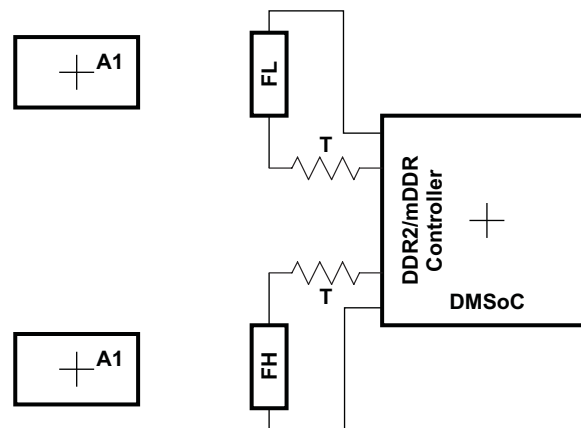 A1
FL
T
DDR2/mDDR
Controller
DMSoC
T
A1
FH